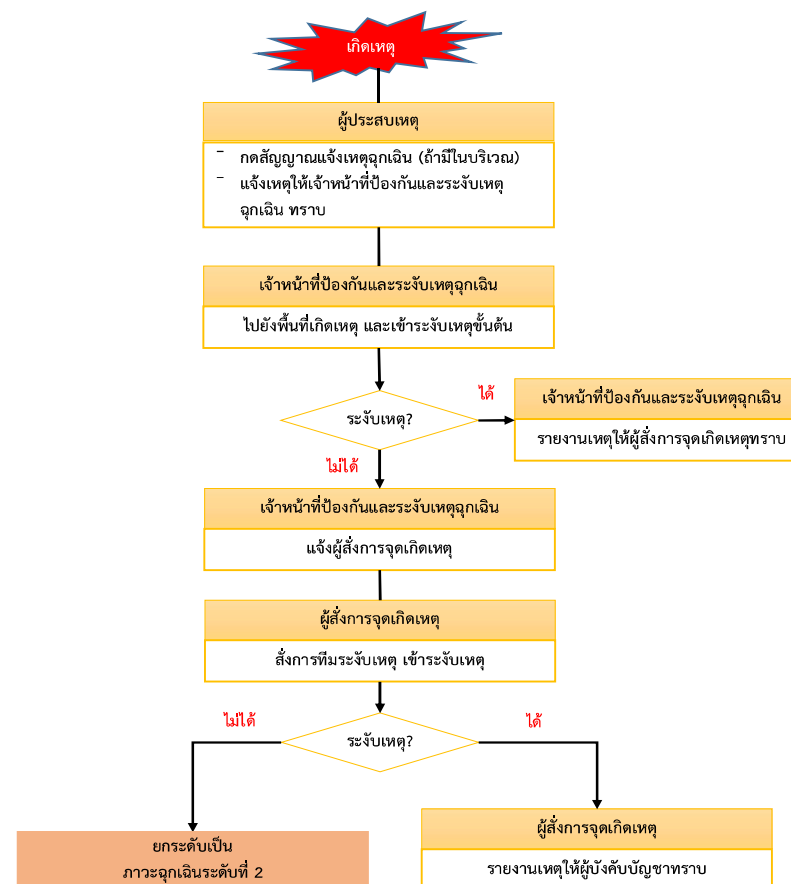 เกิดเหตุ
ผู้ประสบเหตุ
- กดสัญญาณแจ้งเหตุฉุกเฉิน (ถ้ามีในบริเวณ)
- แจ้งเหตุให้เจ้าหน้าที่ป้องกันและระงับเหตุ
ฉุกเฉิน ทราบ
เจ้าหน้าที่ป้องกันและระงับเหตุฉุกเฉิน
ไปยังพื้นที่เกิดเหตุ และเข้าระงับเหตุขั้นต้น
ระงับเหตุ?
ได้
เจ้าหน้าที่ป้องกันและระงับเหตุฉุกเฉิน
รายงานเหตุให้ผู้สั่งการจุดเกิดเหตุทราบ
ไม่ได้
เจ้าหน้าที่ป้องกันและระงับเหตุฉุกเฉิน
แจ้งผู้สั่งการจุดเกิดเหตุ
ผู้สั่งการจุดเกิดเหตุ
สั่งการทีมระงับเหตุ เข้าระงับเหตุ
ไม่ได้
ระงับเหตุ?
ได้
ยกระดับเป็น
ภาวะฉุกเฉินระดับที่ 2
ผู้สั่งการจุดเกิดเหตุ
รายงานเหตุให้ผู้บังคับบัญชาทราบ